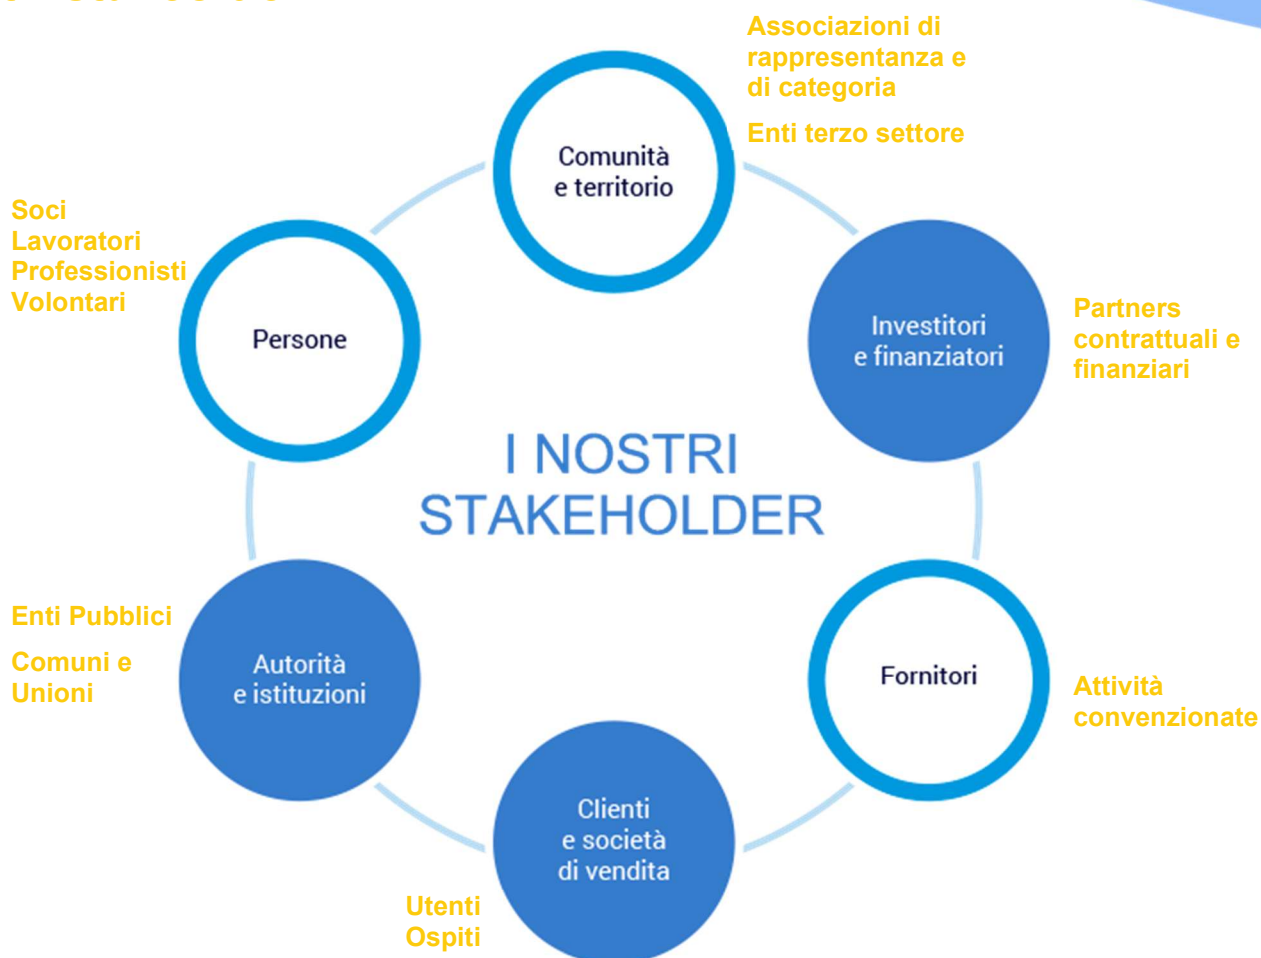 Associazioni di
rappresentanza e
di categoria
Enti terzo settore
Comunità
e territorio
Soci
Lavoratori
Professionisti
Volontari
Persone
Investitori
e finanziatori
Partners
contrattuali e
finanziari
I NOSTRI
STAKEHOLDER
Enti Pubblici
Comuni e
Unioni
Autorità
e istituzioni
Fornitori
Attività
convenzionate
Clienti
e società
di vendita
Utenti
Ospiti